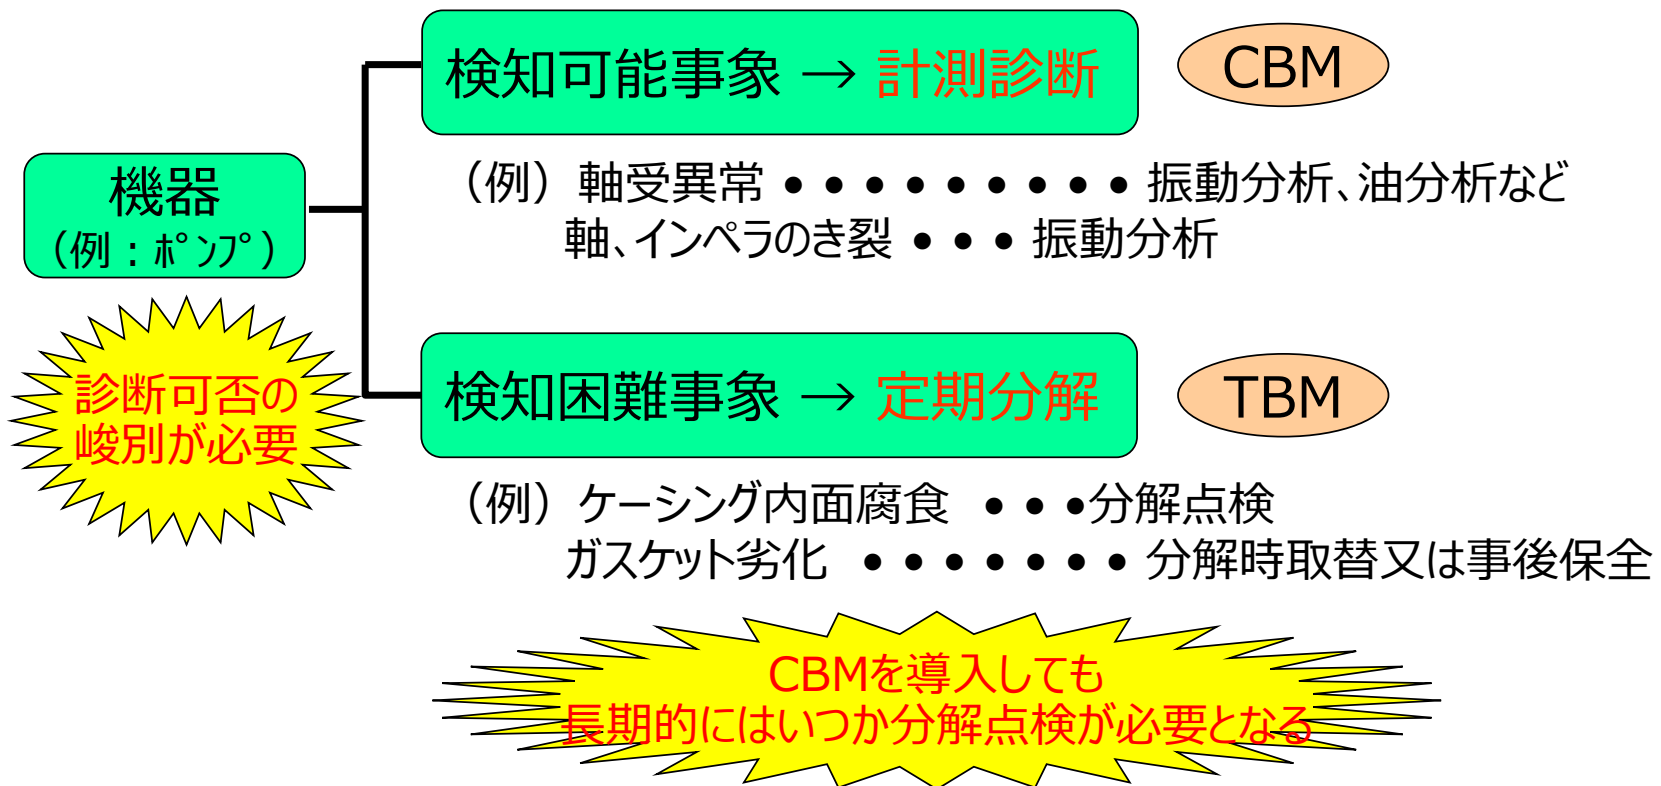 検知可能事象 → 計測診断
CBM
(例) 軸受異常 ●●●●●●●●● 振動分析、油分析など
軸、インペラのき裂 ●●● 振動分析
機器
(例：ﾎﾟﾝﾌﾟ)
診断可否の
峻別が必要
検知困難事象 → 定期分解
TBM
(例) ケーシング内面腐食 ●●●分解点検
ガスケット劣化 ●●●●●●● 分解時取替又は事後保全
CBMを導入しても
長期的にはいつか分解点検が必要となる